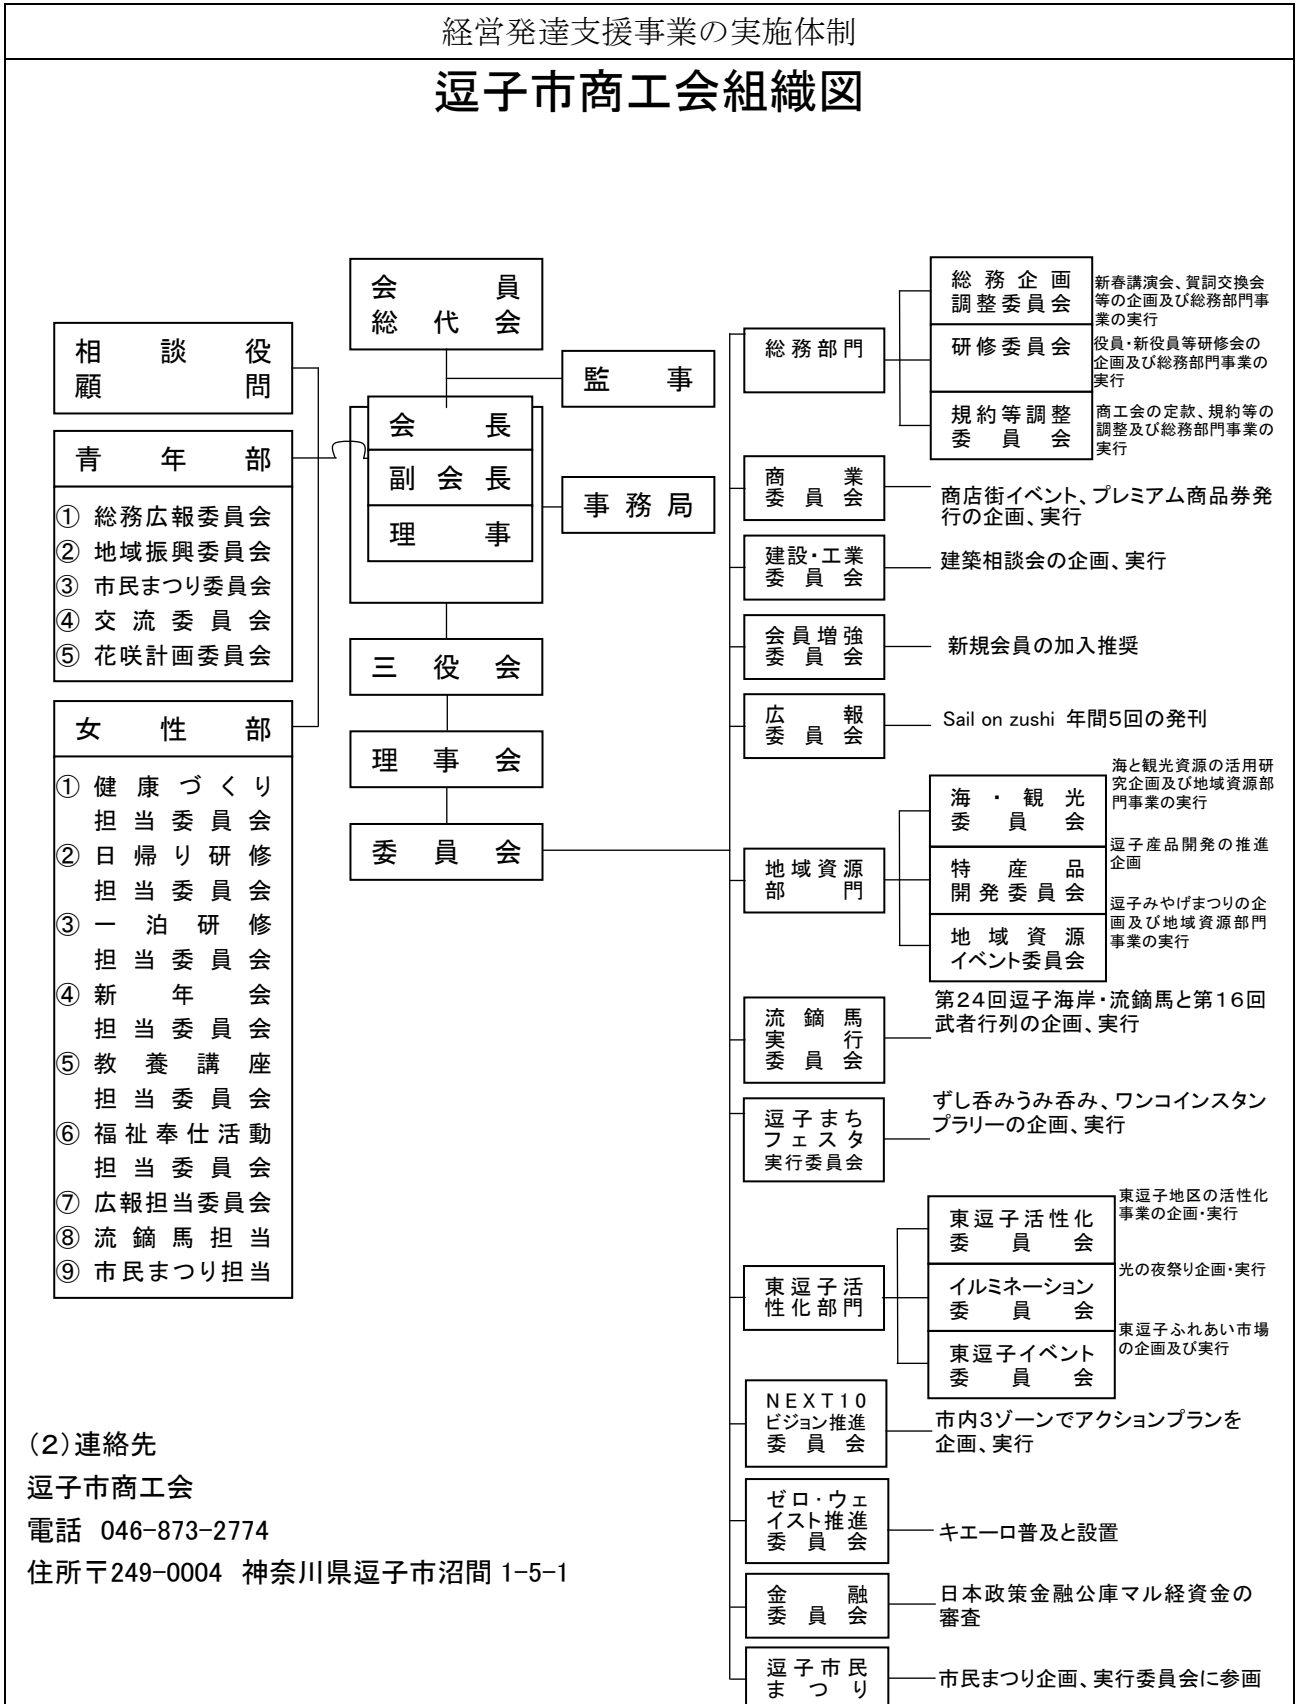 経営発達支援事業の実施体制
逗子市商工会組織図
会員
総代会
監事
会長
副会長
理事
事務局
三役会
理事会
委員会
相談役
顧問
青年部
① 総務広報委員会
② 地域振興委員会
③ 市民まつり委員会
④ 交流委員会
⑤ 花咲計画委員会
女性部
① 健康づくり
担当委員会
② 日帰り研修
担当委員会
③ 一泊研修
担当委員会
④ 新年会
担当委員会
⑤ 教養講座
担当委員会
⑥ 福祉奉仕活動
担当委員会
⑦ 広報担当委員会
⑧ 流鏑馬担当
⑨ 市民まつり担当
総務部門
総務企画
調整委員会
新春講演会、賀詞交換会
等の企画及び総務部門事
業の実行
研修委員会
役員・新役員等研修会の
企画及び総務部門事業の
実行
規約等調整
委員会
商工会の定款、規約等の
調整及び総務部門事業の
実行
商業
委員会
商店街イベント、プレミアム商品券発
行の企画、実行
建設・工業
委員会
建築相談会の企画、実行
会員増強
委員会
新規会員の加入推奨
広報
委員会
Sail on zushi 年間5回の発刊
地域資源
部門
海・観光
委員会
海と観光資源の活用研
究企画及び地域資源部
門事業の実行
特産品
開発委員会
逗子産品開発の推進
企画
地域資源
イベント委員会
逗子みやげまつりの企
画及び地域資源部門
事業の実行
流鏑馬
実行
委員会
第24回逗子海岸・流鏑馬と第16回
武者行列の企画、実行
逗子まち
フェスタ
実行委員会
ずし呑みうみ呑み、ワンコインスタン
プラリーの企画、実行
東逗子活
性化部門
東逗子活性化
委員会
東逗子地区の活性化
事業の企画・実行
イルミネーション
委員会
光の夜祭り企画・実行
東逗子イベント
委員会
東逗子ふれあい市場
の企画及び実行
NEXT10
ビジョン推進
委員会
市内3ゾーンでアクションプランを
企画、実行
ゼロ・ウェ
イスト推進
委員会
キエーロ普及と設置
金融
委員会
日本政策金融公庫マル経資金の
審査
逗子市民
まつり
市民まつり企画、実行委員会に参画
(2)連絡先
逗子市商工会
電話 046-873-2774
住所〒249-0004 神奈川県逗子市沼間 1-5-1